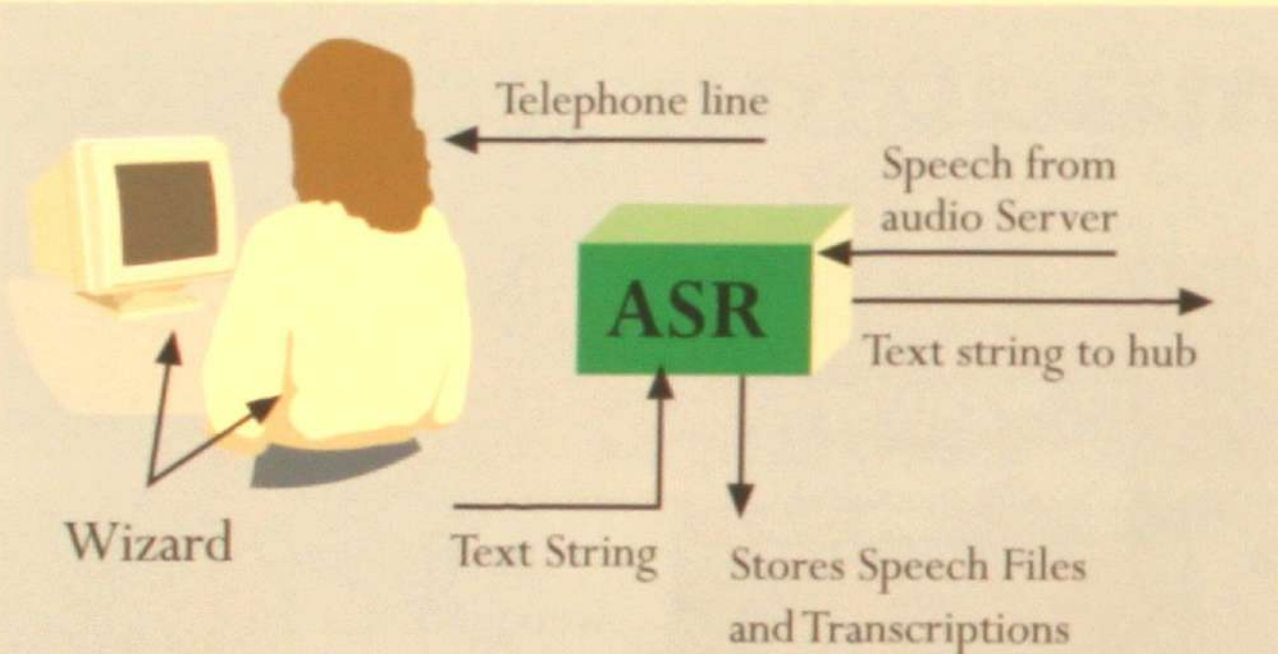 Telephone line
Speech from
audio Server
ASR
Text string to hub
Wizard
Text String
Stores Speech Files
and Transcriptions